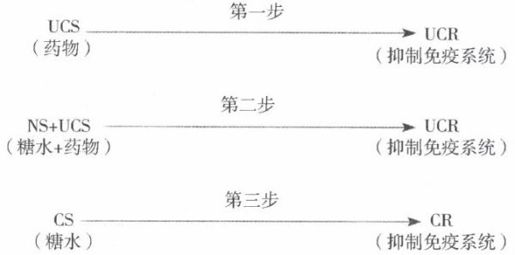 第一步
UCS UCR
（药物） （抑制免疫系统）
第二步
NS+UCS UCR
（糖水+药物） （抑制免疫系统）
第三步
CS CR
（糖水） （抑制免疫系统）